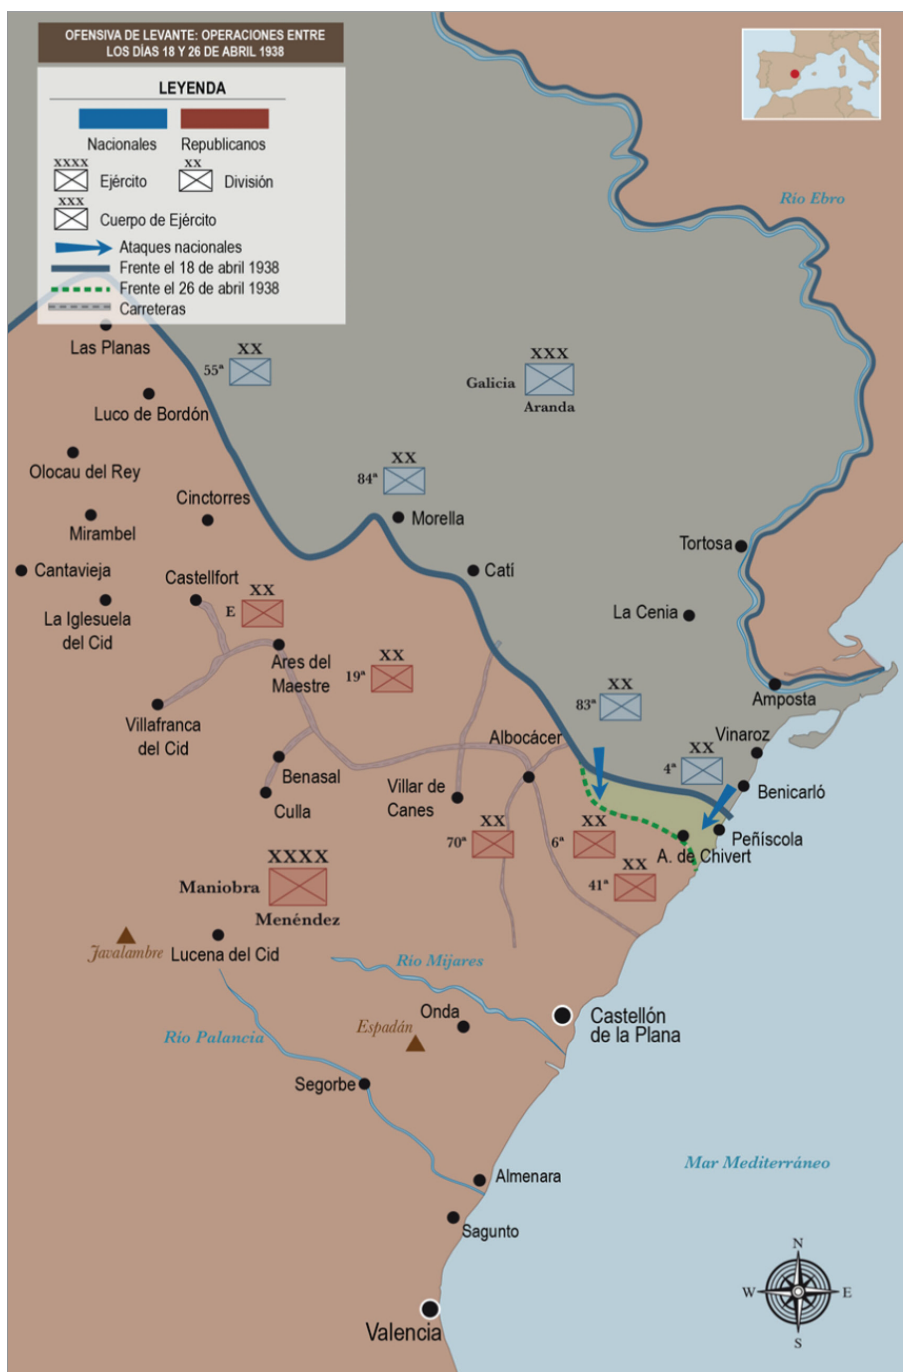 OFENSIVA DE LEVANTE: OPERACIONES ENTRE
LOS DÍAS 18 Y 26 DE ABRIL 1938
LEYENDA
Nacionales
Republicanos
XXXX
Ejército
XX
División
XXX
Cuerpo de Ejército
Ataques nacionales
Frente el 18 de abril 1938
Frente el 26 de abril 1938
Carreteras
Río Ebro
Las Planas
XX
55ª
XXX
Galicia
Aranda
Luco de Bordón
Olocau del Rey
XX
84ª
Cinctorres
Morella
Mirambel
Tortosa
Cantavieja
Castellfort
Catí
La Iglesuela
del Cid
XX
E
La Cenia
Ares del
Maestre
XX
19ª
XX
83ª
Amposta
Villafranca
del Cid
Albocácer
Vinaroz
XX
4ª
Benasal
Culla
Villar de
Canes
Benicarló
XX
70ª
XX
6ª
Peñíscola
A. de Chivert
XX
41ª
XXXX
Maniobra
Menéndez
Javalambre
Lucena del Cid
Río Mijares
Onda
Castellón
de la Plana
Espadán
Río Palancia
Segorbe
Mar Mediterráneo
Almenara
Sagunto
N
W
E
S
Valencia